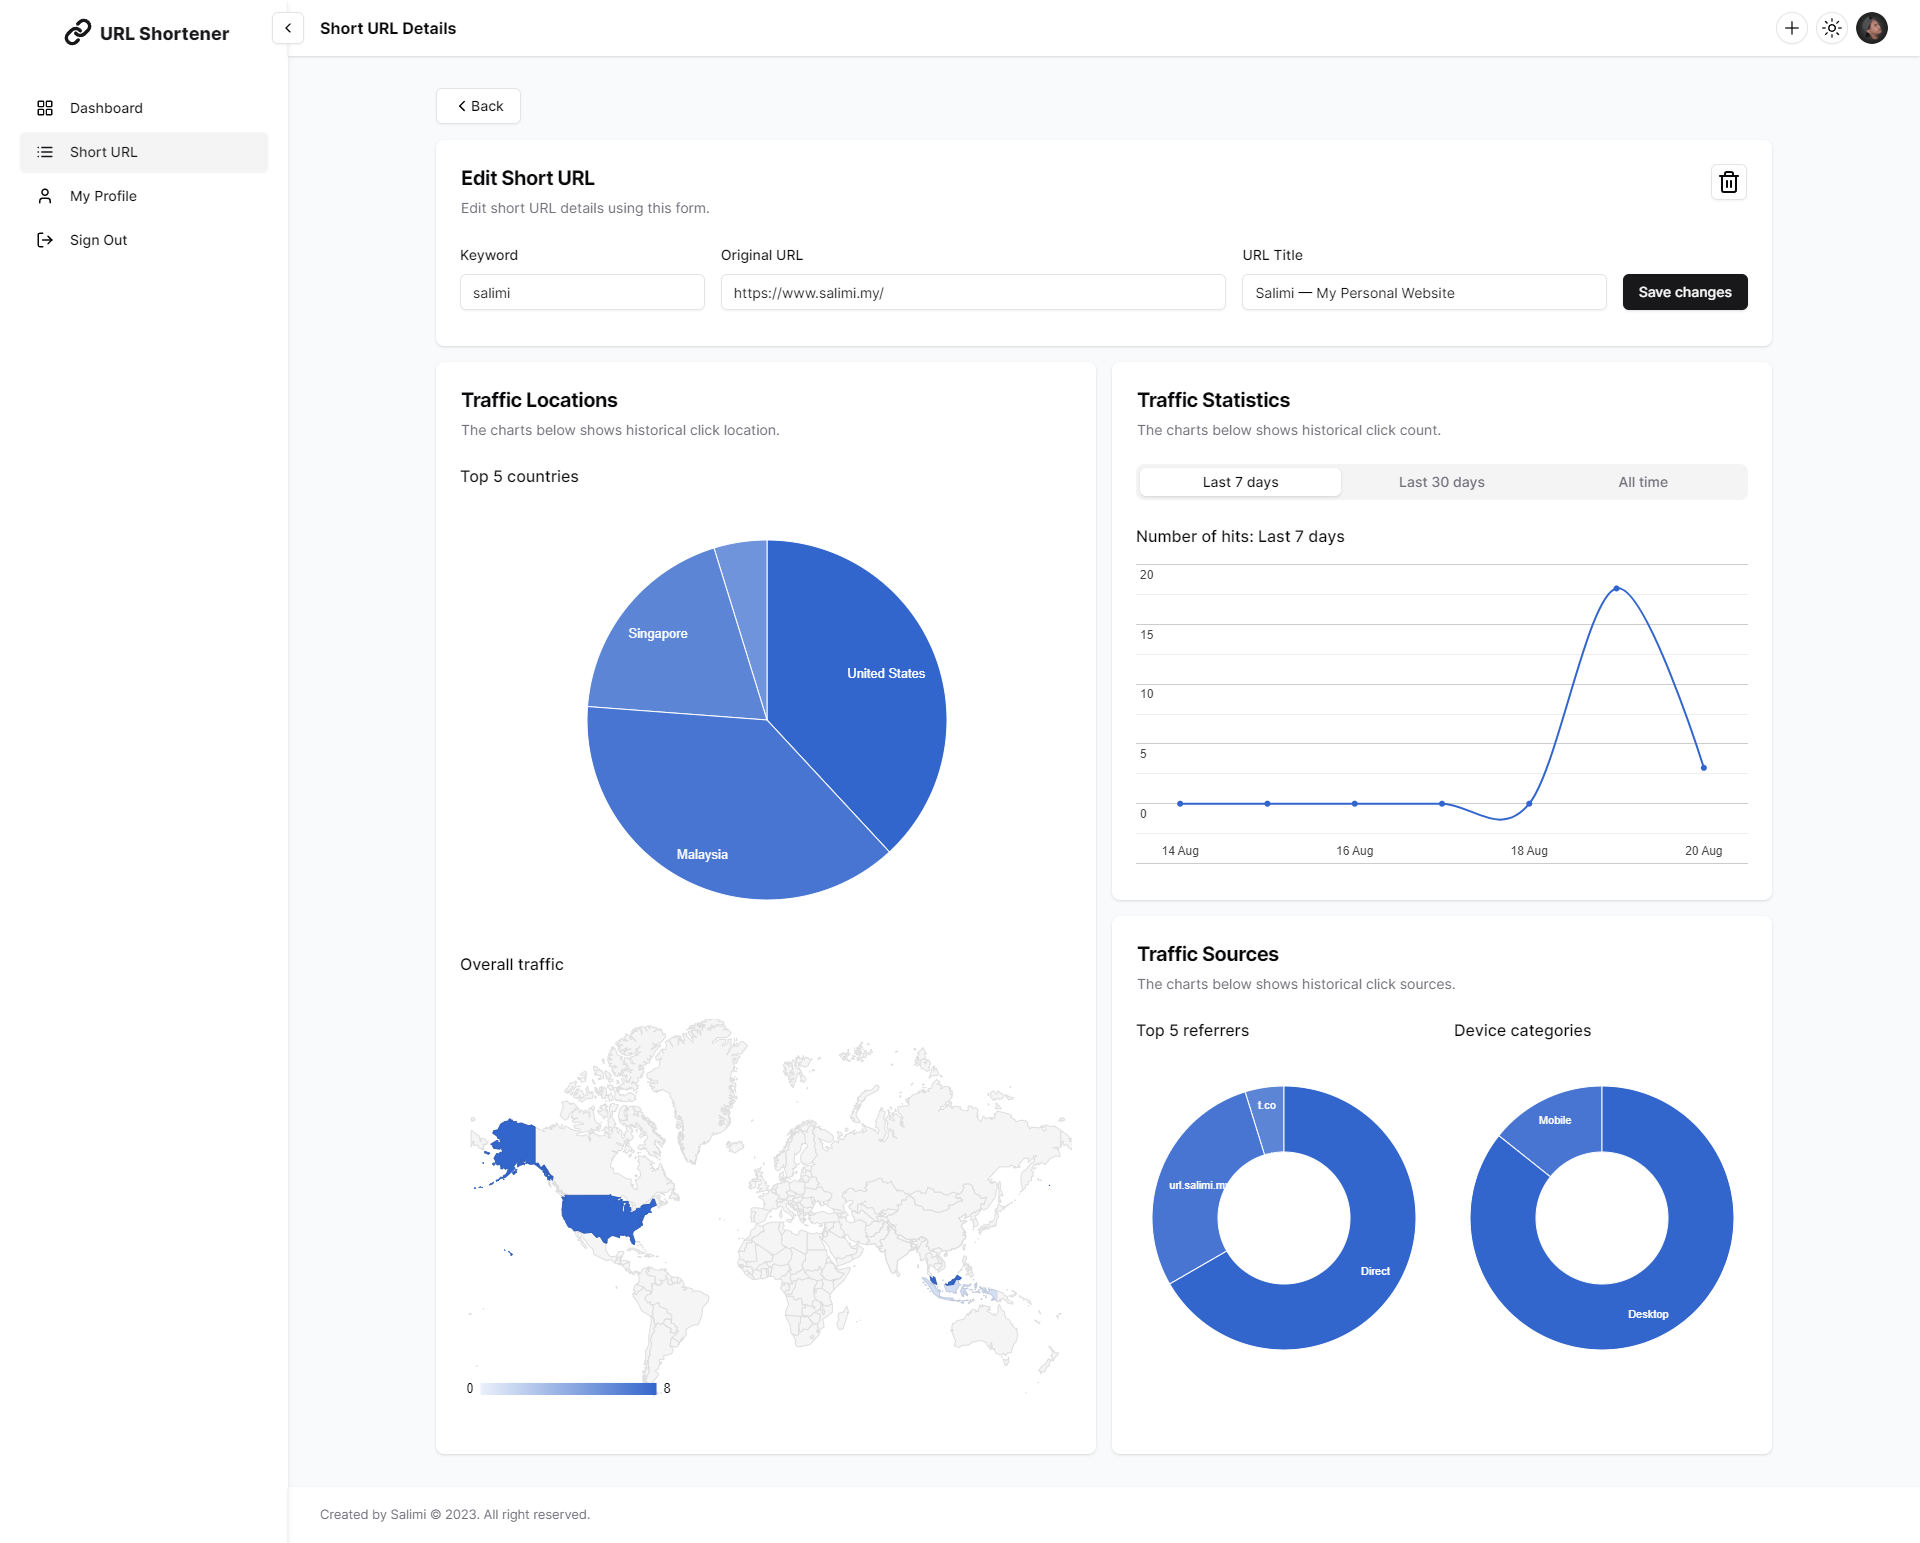 URL Shortener
Short URL Details
Dashboard
Short URL
My Profile
Sign Out
Back
Edit Short URL
Edit short URL details using this form.
Keyword
Original URL
URL Title
salimi
https://www.salimi.my/
Salimi — My Personal Website
Save changes
Traffic Locations
The charts below shows historical click location.
Top 5 countries
Singapore
United States
Malaysia
Overall traffic
0
8
Traffic Statistics
The charts below shows historical click count.
Last 7 days
Last 30 days
All time
Number of hits: Last 7 days
20
15
10
5
0
14 Aug
16 Aug
18 Aug
20 Aug
Traffic Sources
The charts below shows historical click sources.
Top 5 referrers
Device categories
t.co
url.salimi.m
Direct
Mobile
Desktop
Created by Salimi © 2023. All right reserved.